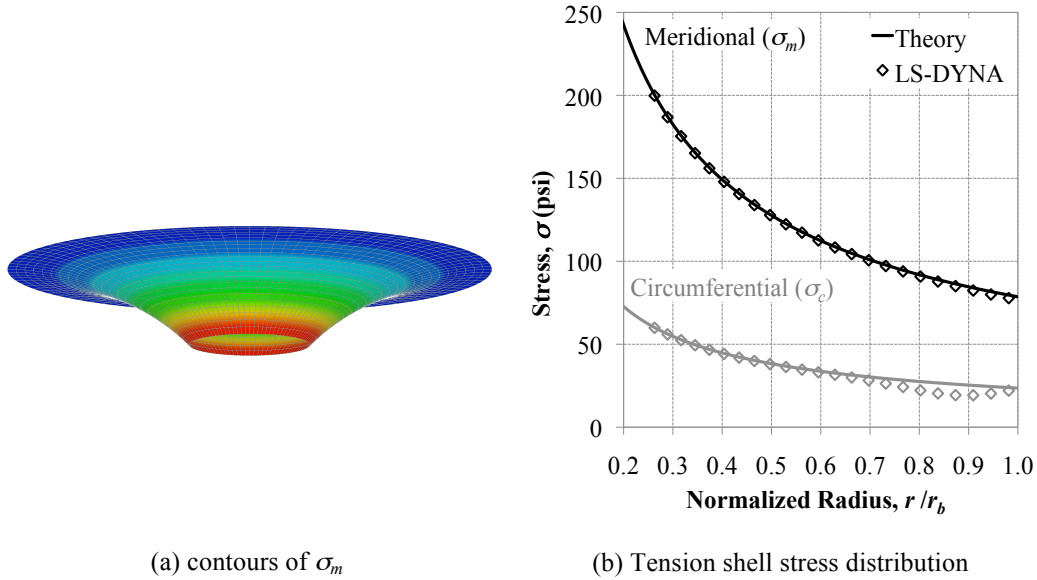 250
200
150
100
50
0
Stress, σ (psi)
Meridional (σm)
Theory
LS-DYNA
Circumferential (σc)
0.2 0.3 0.4 0.5 0.6 0.7 0.8 0.9 1.0
Normalized Radius, r /rb
(a) contours of σm
(b) Tension shell stress distribution